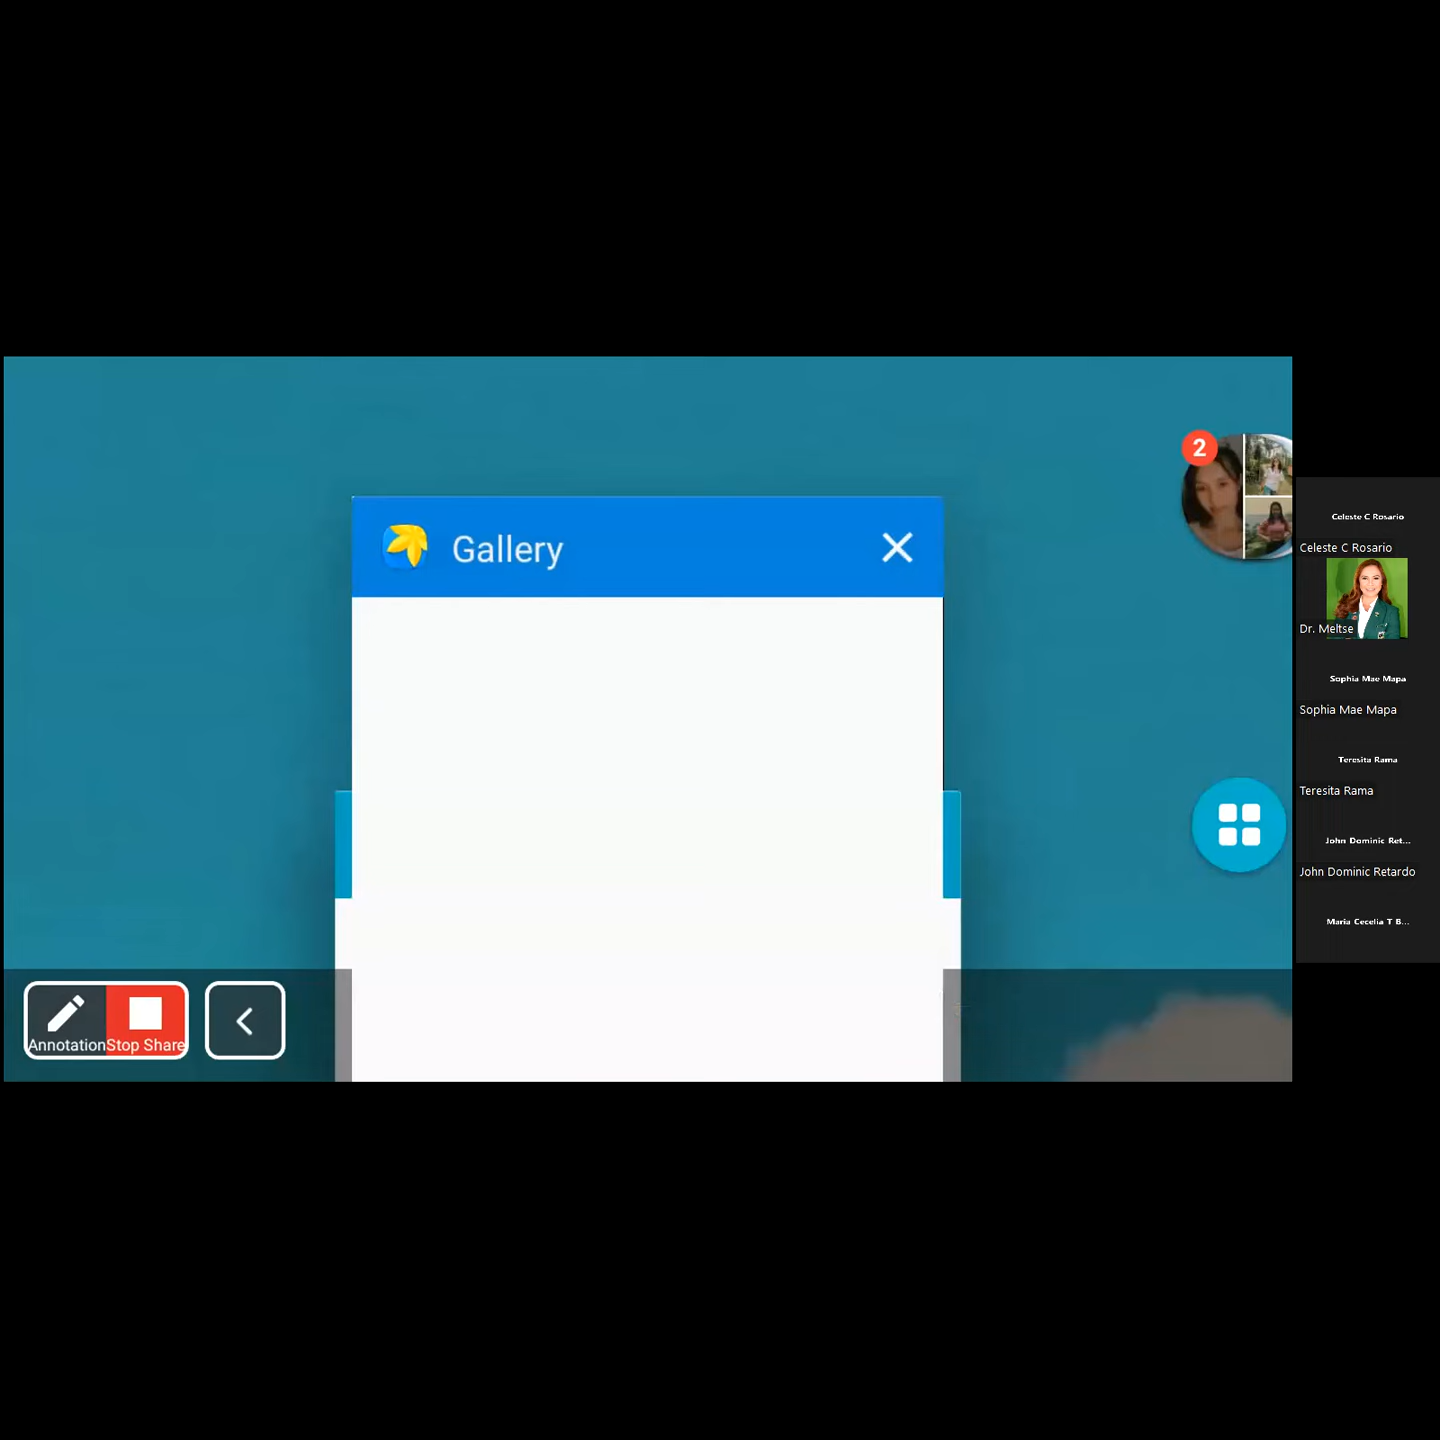 2
Gallery
Annotation
Stop Share
Celeste C Rosario
Celeste C Rosario
Dr. Meltse
Sophia Mae Mapa
Sophia Mae Mapa
Teresita Rama
Teresita Rama
John Dominic Ret...
John Dominic Retardo
Maria Cecelia T B...